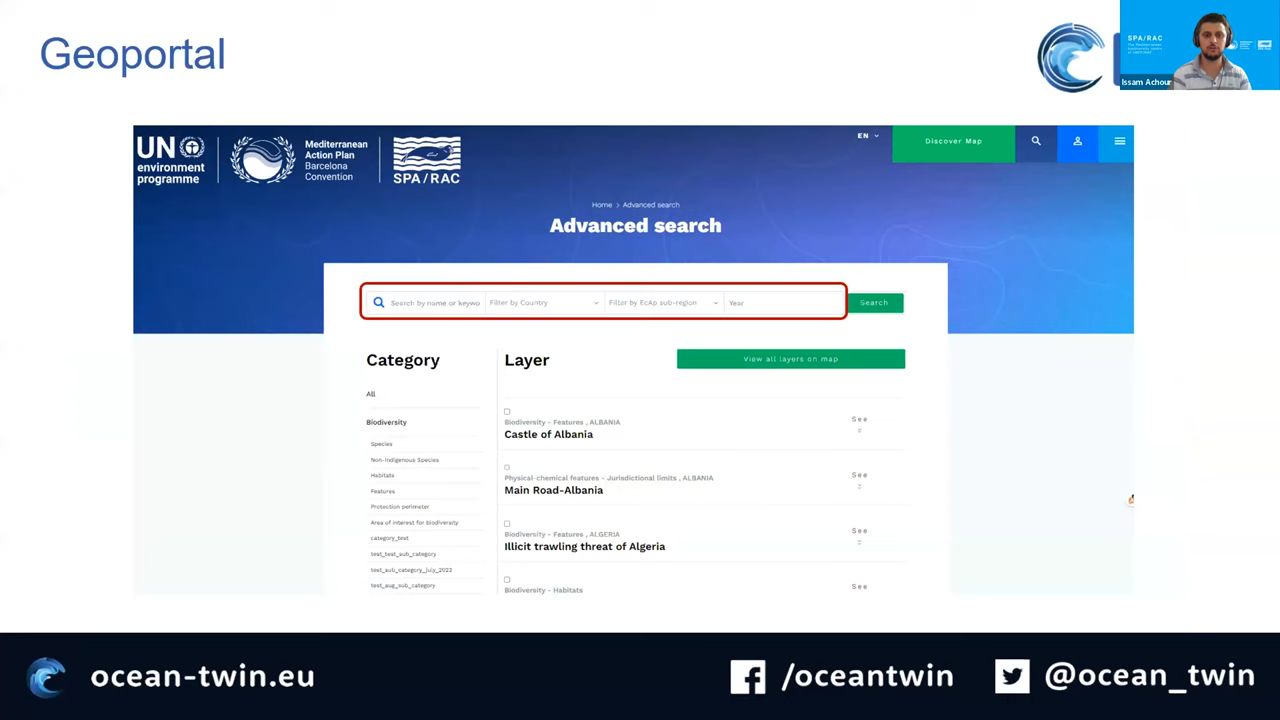 Geoportal
SPA/RAC
Issam Achour
UN
environment
programme
Mediterranean
Action Plan
Barcelona
Convention
SPA/RAC
EN
Discover Map
Home > Advanced search
Advanced search
Search by name or keywo
Filter by Country
Filter by EcAp sub-region
Year
Search
Category
Layer
View all layers on map
All
Biodiversity
Species
Non-Indigenous Species
Habitats
Features
Protection perimeter
Area of interest for biodiversity
category_test
test_test_sub_category
test_sub_category_july_2023
test_aug_sub_category
Biodiversity - Features , ALBANIA
Castle of Albania
See
Physical-chemical features - Jurisdictional limits , ALBANIA
Main Road-Albania
See
Biodiversity - Features , ALGERIA
Illicit trawling threat of Algeria
See
Biodiversity - Habitats
See
ocean-twin.eu
/oceantwin
@ocean_twin